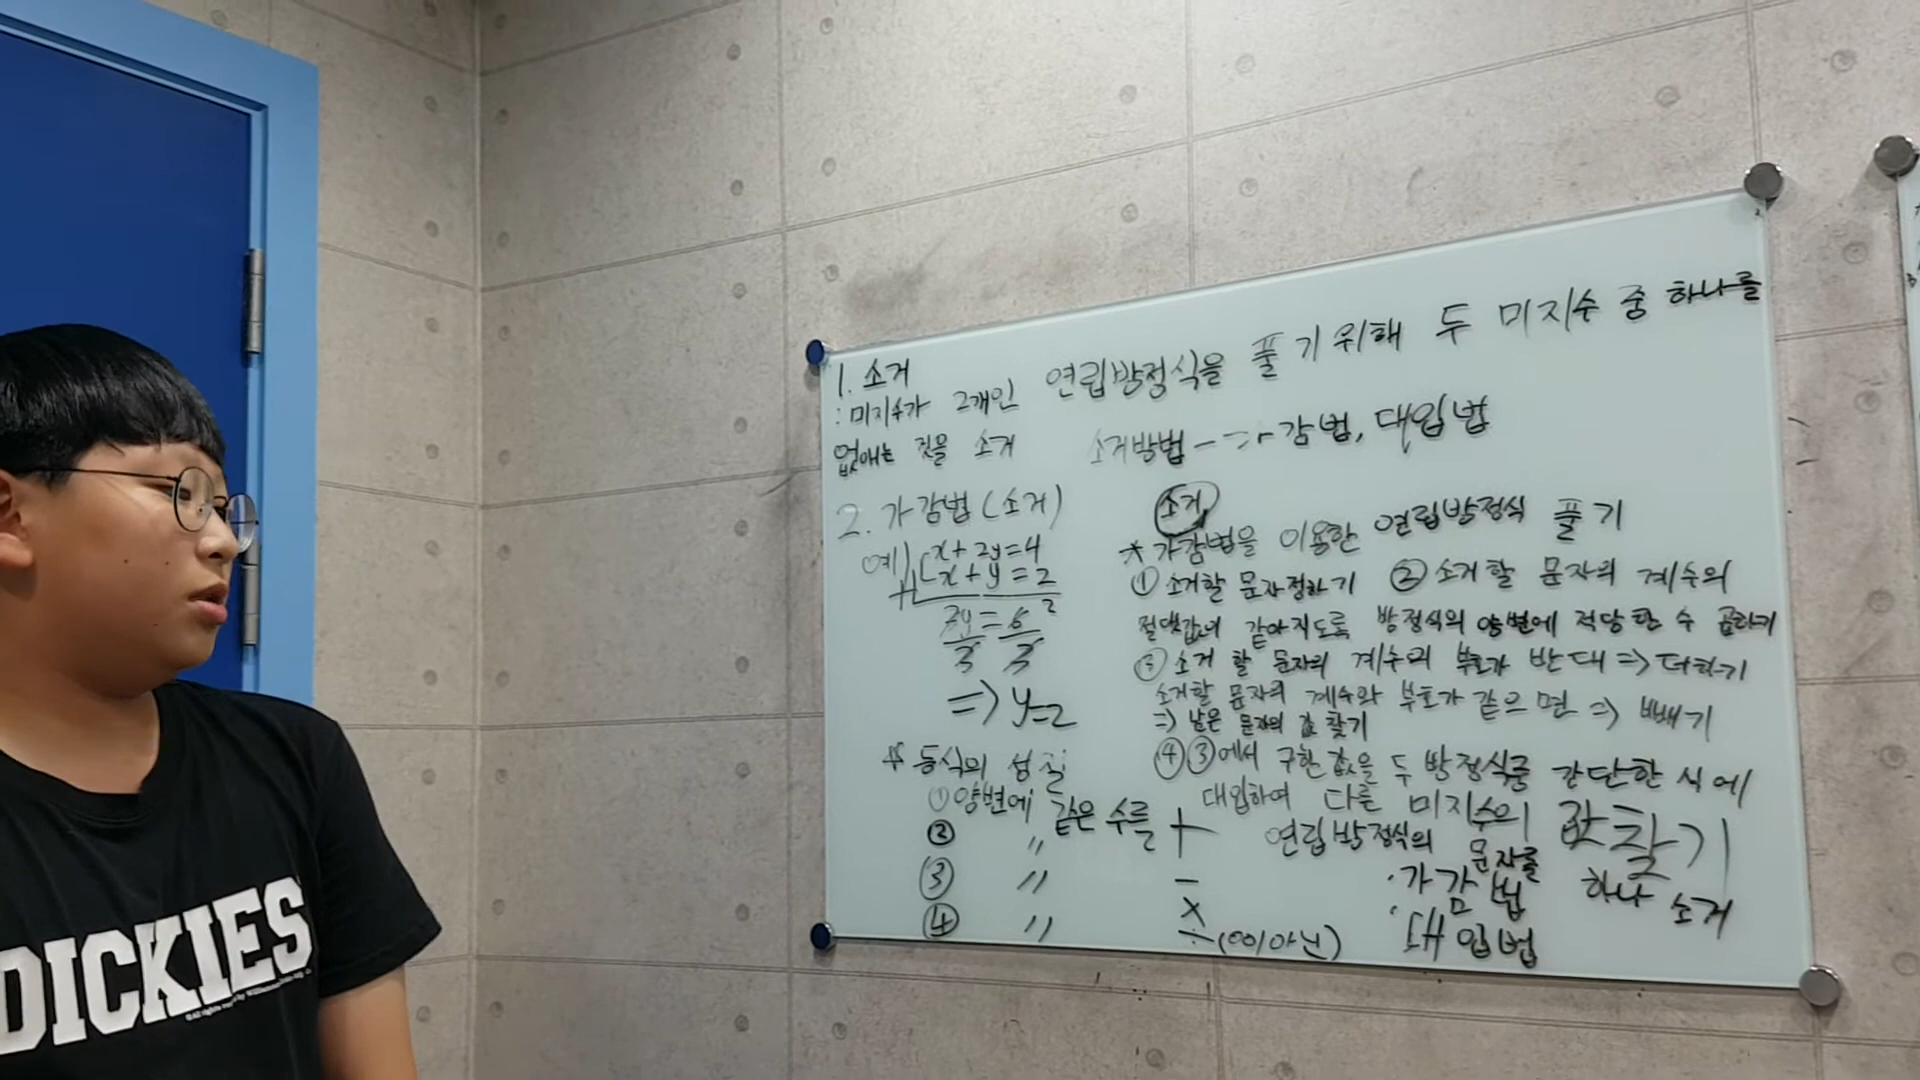 1. 소거
: 미지수가 2개인 연립방정식을 풀기 위해 두 미지수 중 하나를
없애는 것을 소거 소거방법 → 가감법, 대입법
2. 가감법 (소거)
예) x + 2y = 4
x + y = 2
3y = 6 2
3 3
=> y=2
* 등식의 성질
① 양변에 같은 수를 +
② 〃 −
③ 〃 ×
④ 〃 ÷ (0이 아닌)
소거
* 가감법을 이용한 연립방정식 풀기
① 소거할 문자정하기 ② 소거할 문자의 계수의
절댓값이 같아지도록 방정식의 양변에 적당한 수 곱하기
③ 소거 할 문자의 계수의 부호가 반대 => 더하기
소거할 문자의 계수와 부호가 같으면 => 빼기
=> 남은 문자의 값 찾기
④ ③에서 구한 값을 두 방정식중 간단한 식에
대입하여 다른 미지수의 값 찾기
연립방정식의 문자를 하나 소거
· 가감법
· 대입법
DICKIES